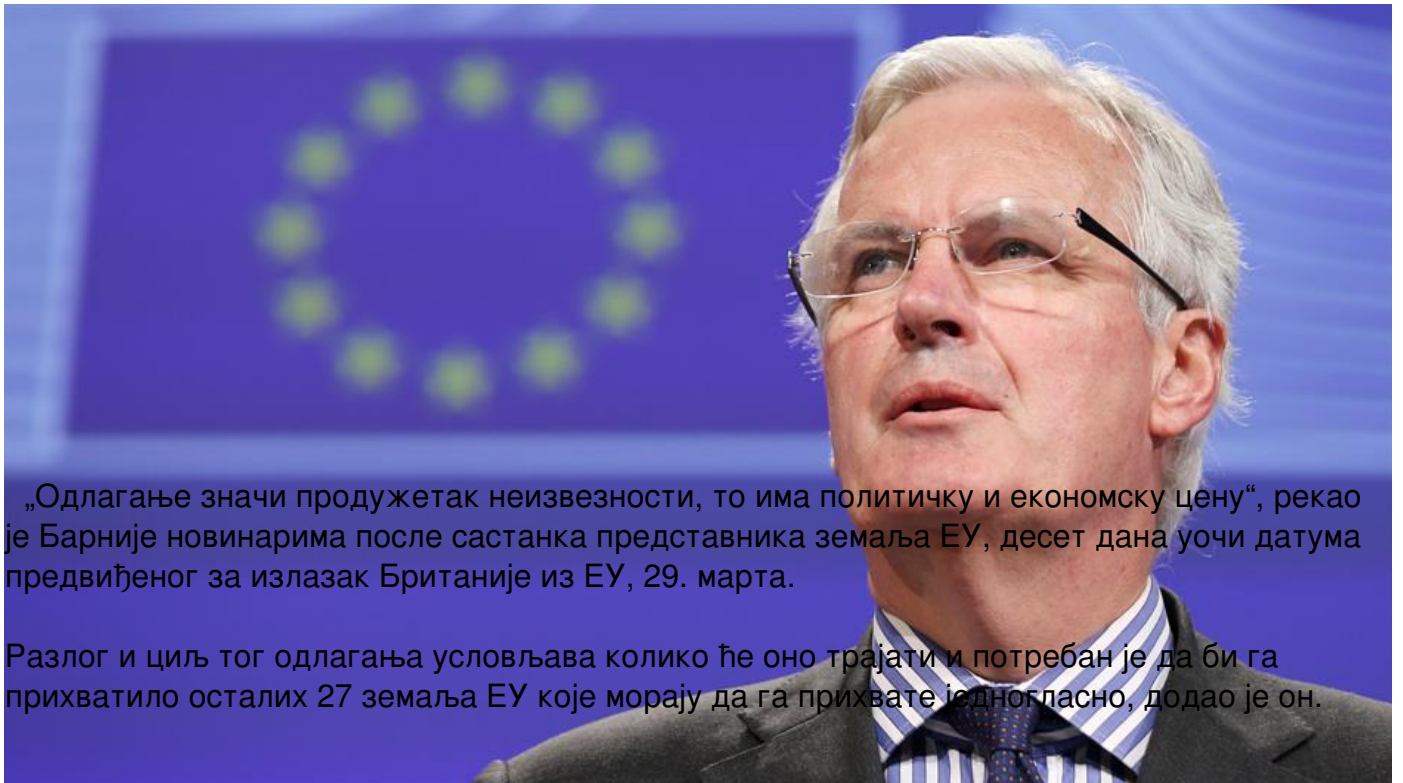 „Одлагање значи продужетак неизвезности, то има политичку и економску цену“, рекао
је Барније новинарима после састанка представника земаља ЕУ, десет дана уочи датума
предвиђеног за излазак Британије из ЕУ, 29. марта.
Разлог и циљ тог одлагања условљава колико ће оно трајати и потребан је да би га
прихватило осталих 27 земаља ЕУ које морају да га прихвате једногласно, додао је он.